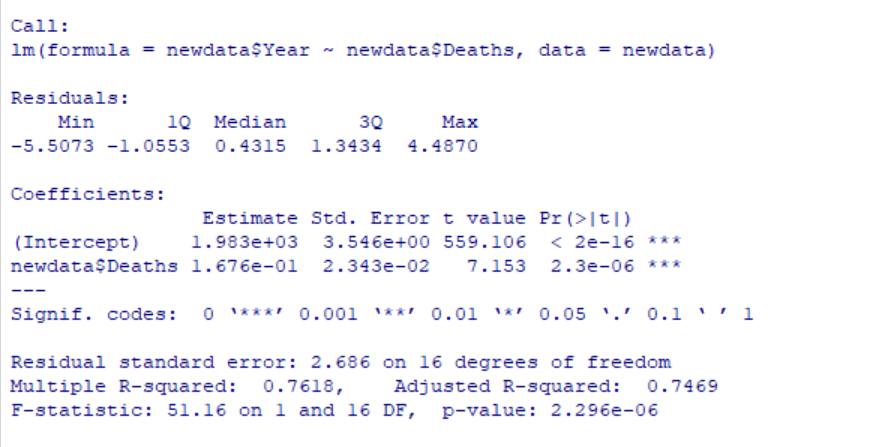 Call:
lm(formula = newdata$Year ~ newdata$Deaths, data = newdata)
Residuals:
    Min      1Q  Median      3Q     Max
-5.5073 -1.0553  0.4315  1.3434  4.4870
Coefficients:
                Estimate Std. Error t value Pr(>|t|)
(Intercept)    1.983e+03  3.546e+00 559.106  < 2e-16 ***
newdata$Deaths 1.676e-01  2.343e-02   7.153  2.3e-06 ***
---
Signif. codes:  0 ‘***’ 0.001 ‘**’ 0.01 ‘*’ 0.05 ‘.’ 0.1 ‘ ’ 1
Residual standard error: 2.686 on 16 degrees of freedom
Multiple R-squared:  0.7618,    Adjusted R-squared:  0.7469
F-statistic: 51.16 on 1 and 16 DF,  p-value: 2.296e-06